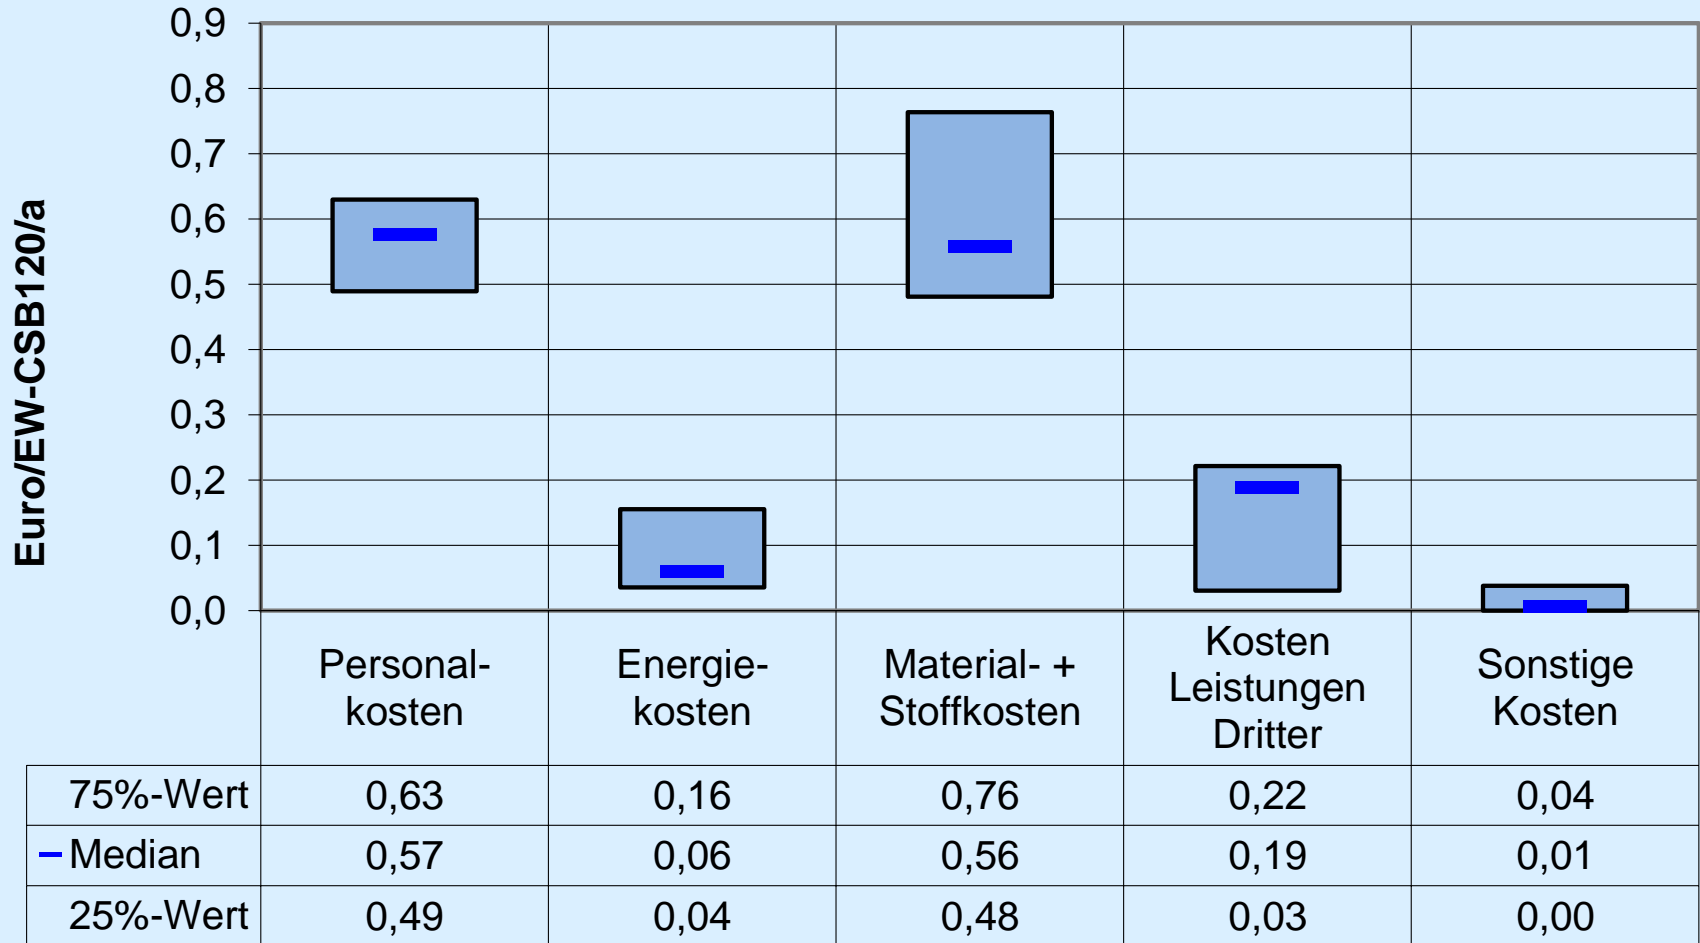 Euro/EW-CSB120/a
0,9
0,8
0,7
0,6
0,5
0,4
0,3
0,2
0,1
0,0
Personal-
kosten
Energie-
kosten
Material- +
Stoffkosten
Kosten
Leistungen
Dritter
Sonstige
Kosten
75%-Wert 0,63 0,16 0,76 0,22 0,04
Median 0,57 0,06 0,56 0,19 0,01
25%-Wert 0,49 0,04 0,48 0,03 0,00